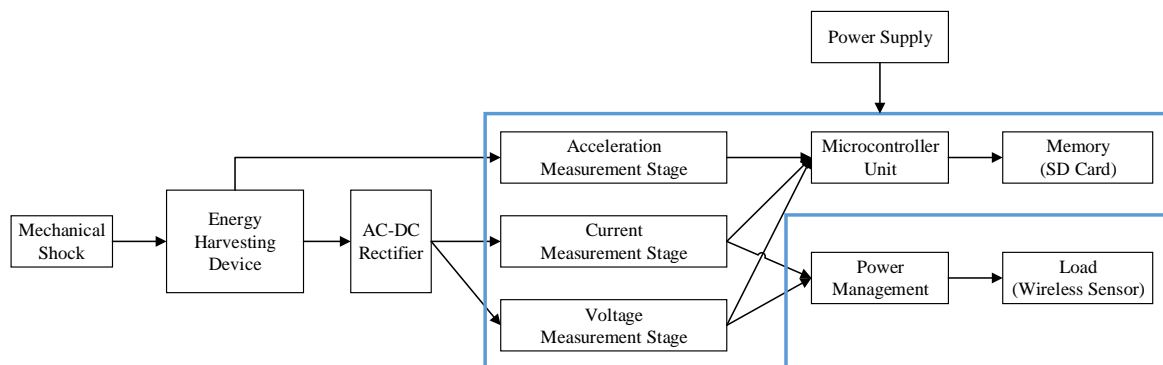 Power Supply
Acceleration
Measurement Stage
Microcontroller
Unit
Memory
(SD Card)
Mechanical
Shock
Energy
Harvesting
Device
AC-DC
Rectifier
Current
Measurement Stage
Power
Management
Load
(Wireless Sensor)
Voltage
Measurement Stage